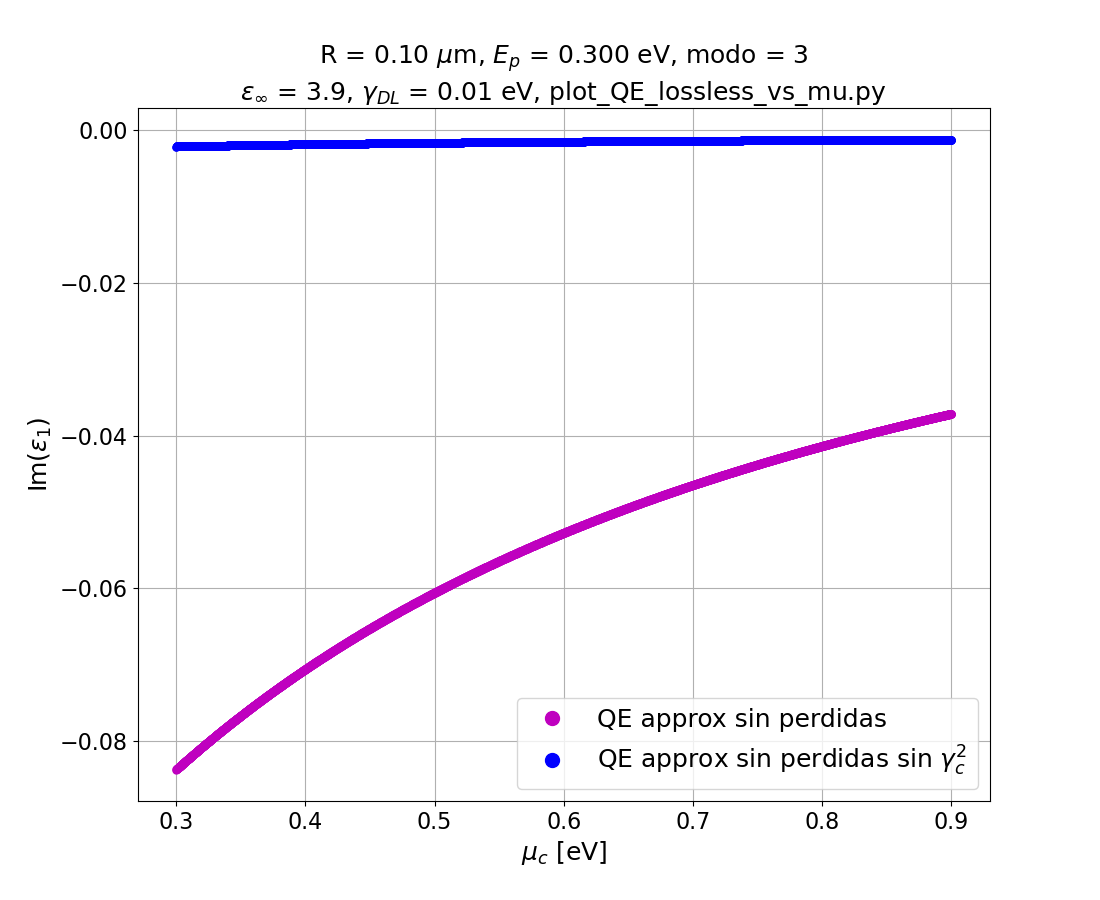 R = 0.10 μm, E_p = 0.300 eV, modo = 3
ε_∞ = 3.9, γ_DL = 0.01 eV, plot_QE_lossless_vs_mu.py
0.00
−0.02
−0.04
−0.06
−0.08
Im(ε_1)
QE approx sin perdidas
QE approx sin perdidas sin γ_c^2
0.3 0.4 0.5 0.6 0.7 0.8 0.9
μ_c [eV]